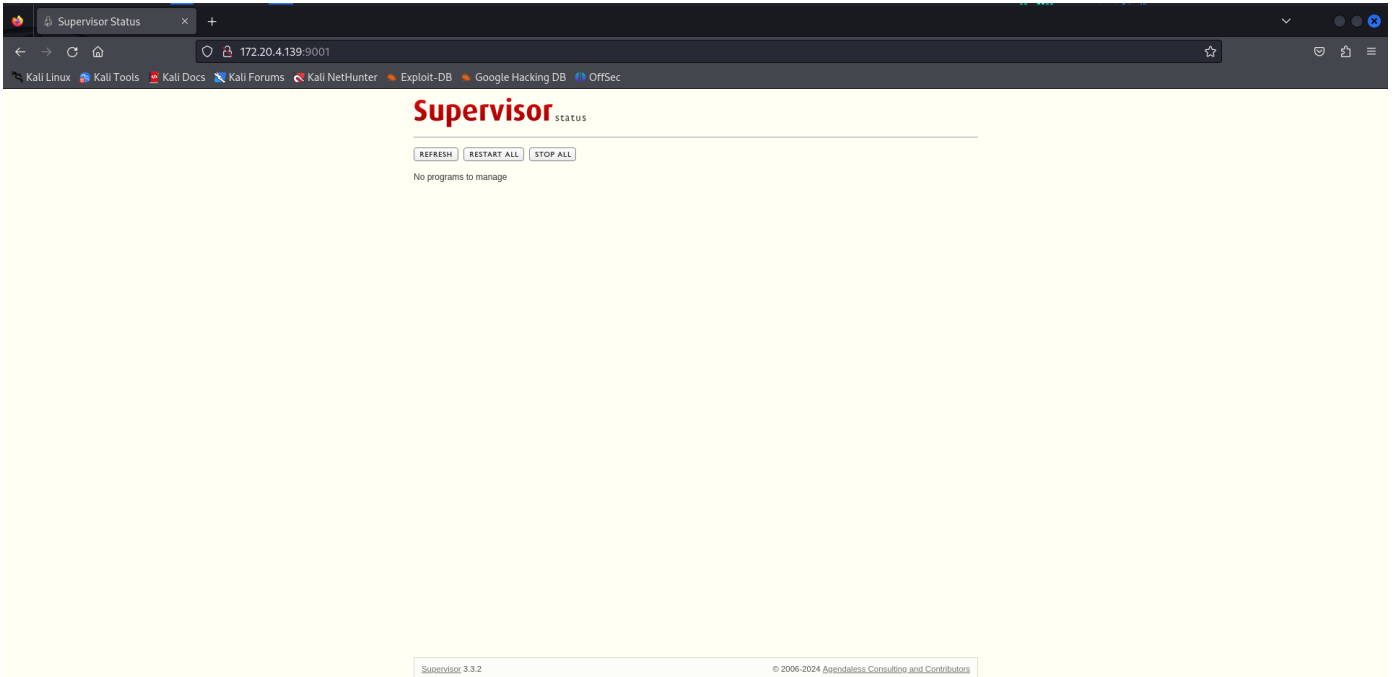 Supervisor Status
172.20.4.139:9001
Kali Linux Kali Tools Kali Docs Kali Forums Kali NetHunter Exploit-DB Google Hacking DB OffSec
Supervisor status
REFRESH RESTART ALL STOP ALL
No programs to manage
Supervisor 3.3.2 © 2006-2024 Agendaless Consulting and Contributors